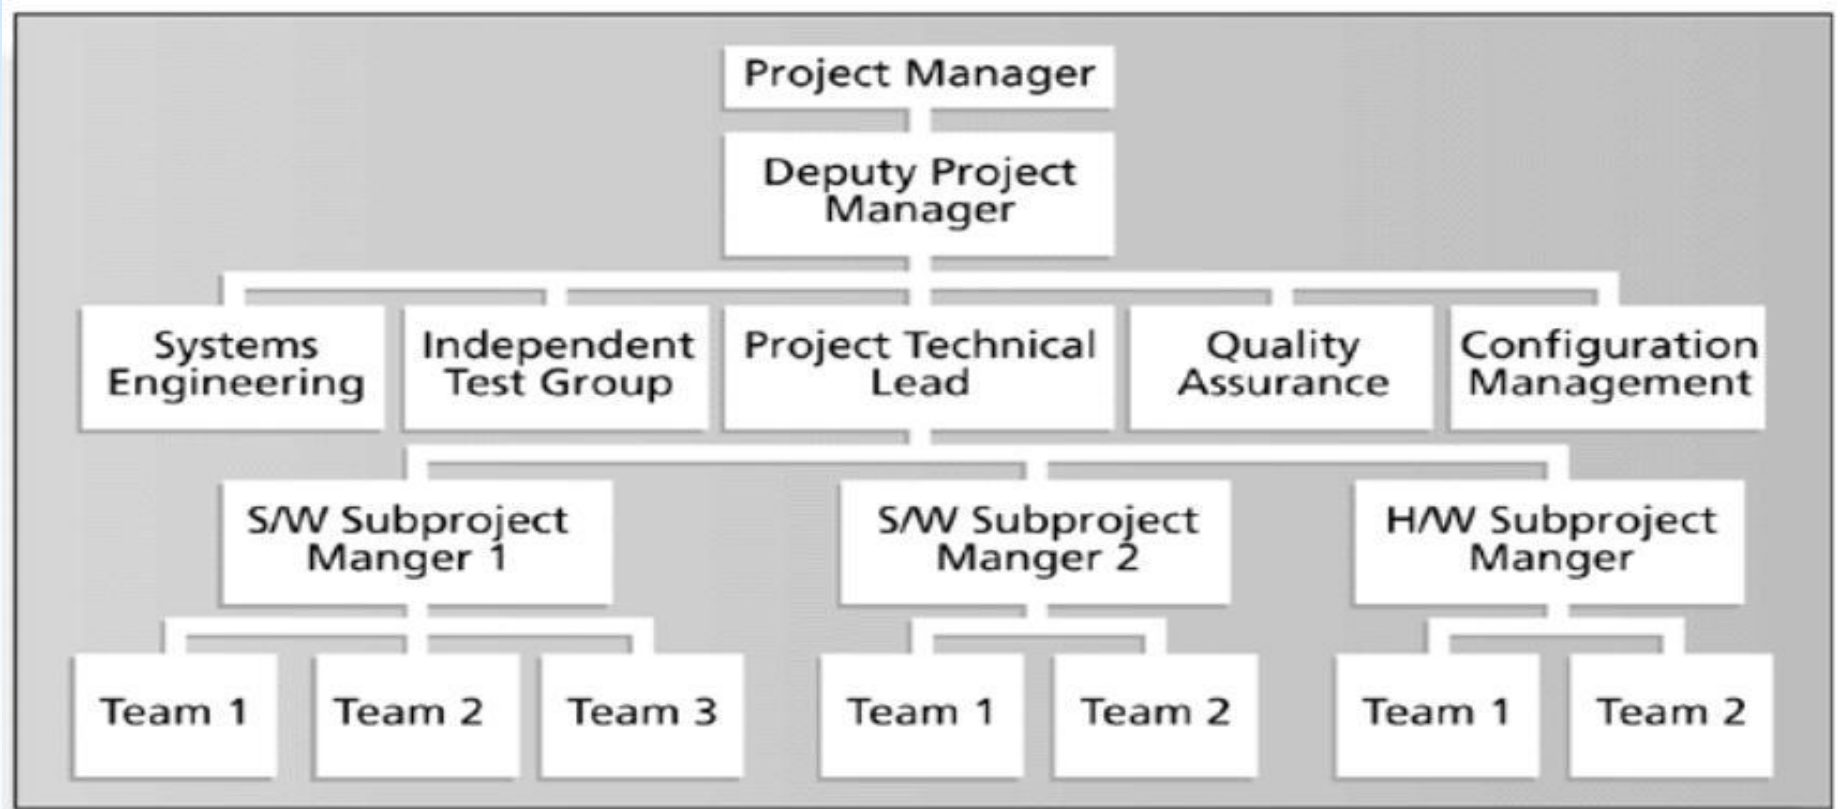 Project Manager
Deputy Project
Manager
Systems
Engineering
Independent
Test Group
Project Technical
Lead
Quality
Assurance
Configuration
Management
S/W Subproject
Manger 1
S/W Subproject
Manger 2
H/W Subproject
Manger
Team 1
Team 2
Team 3
Team 1
Team 2
Team 1
Team 2